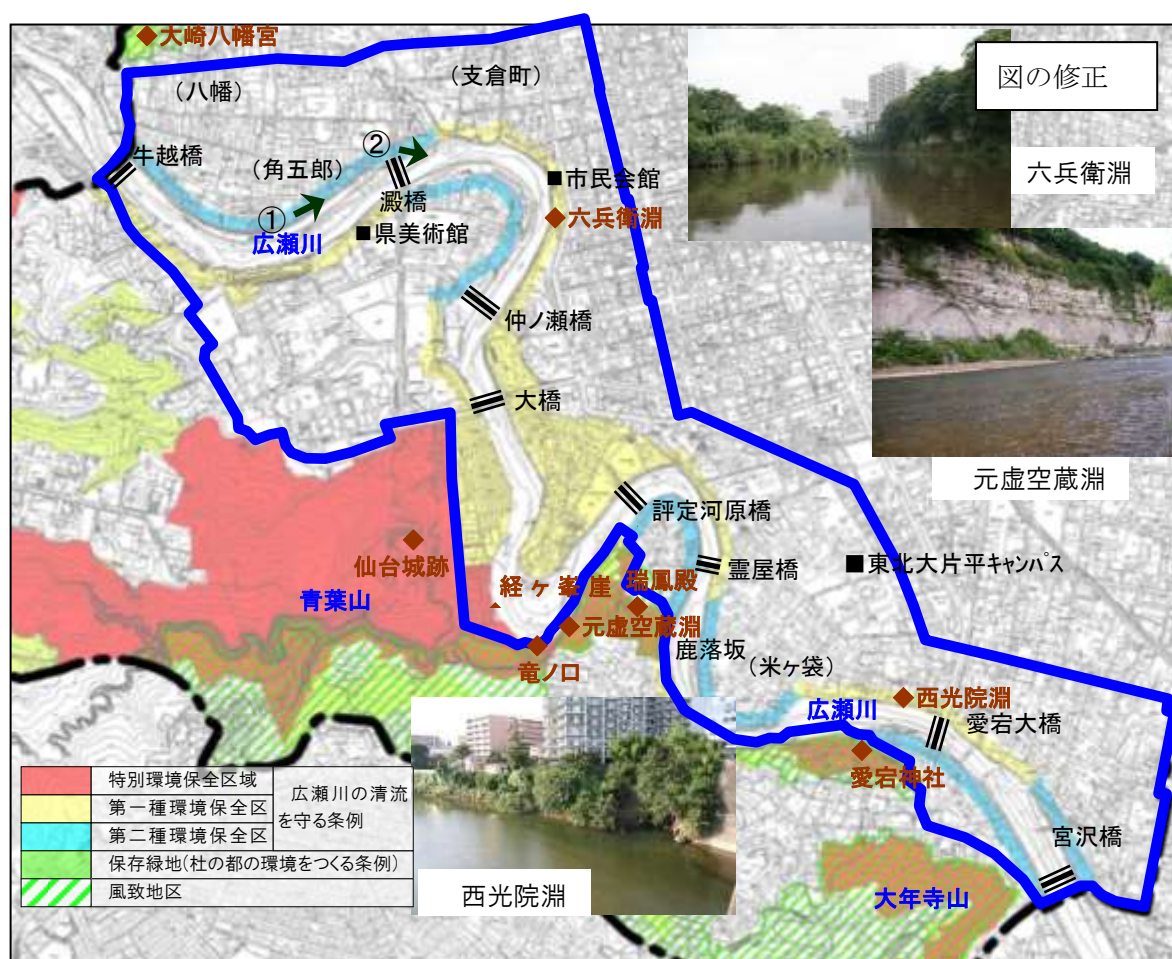 ◆大崎八幡宮
(八幡)
(支倉町)
図の修正
牛越橋
②
(角五郎)
澱橋
■市民会館
六兵衛淵
①
◆六兵衛淵
■県美術館
広瀬川
仲ノ瀬橋
大橋
元虚空蔵淵
評定河原橋
仙台城跡
霊屋橋
■東北大片平キャンパス
青葉山
経ヶ峯崖
瑞鳳殿
◆元虚空蔵淵
竜ノ口
鹿落坂
(米ヶ袋)
◆西光院淵
広瀬川
愛宕大橋
愛宕神社
特別環境保全区域
第一種環境保全区
第二種環境保全区
広瀬川の清流
を守る条例
保存緑地(杜の都の環境をつくる条例)
風致地区
西光院淵
宮沢橋
大年寺山